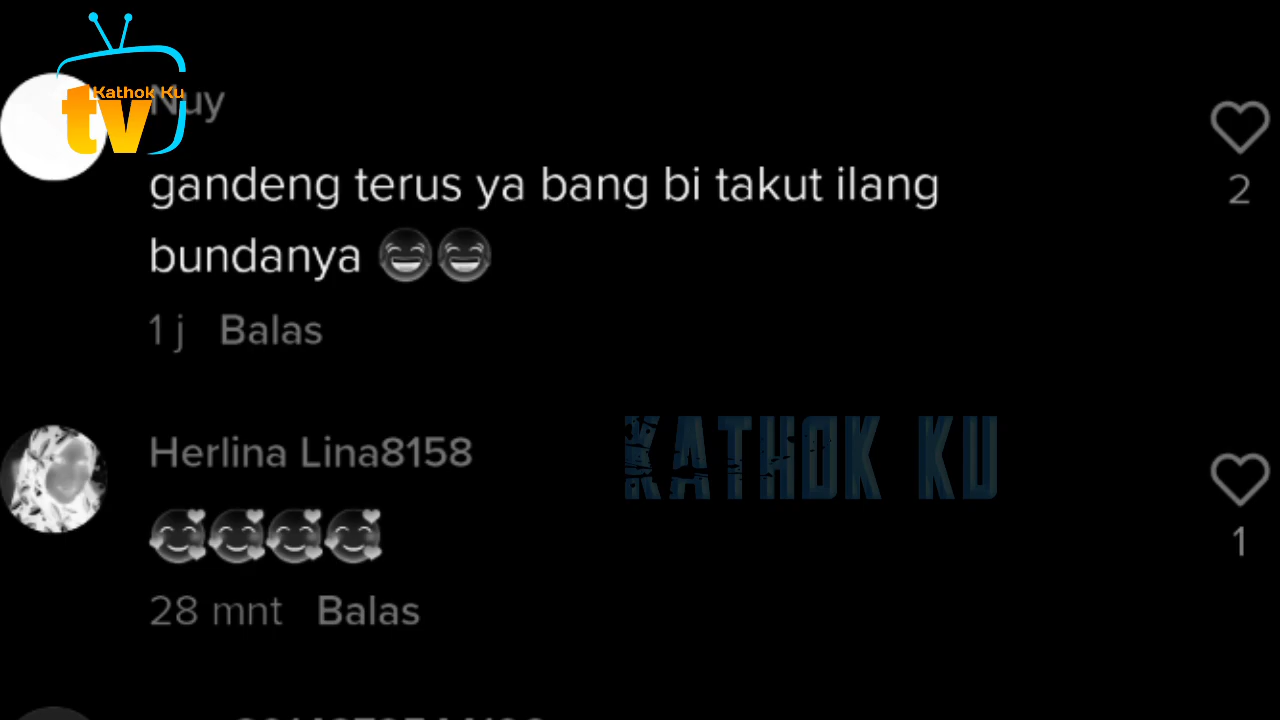 Kathok Ku
tv
Nuy
gandeng terus ya bang bi takut ilang
bundanya 😂😂
2
1 j Balas
Herlina Lina8158
KATHOK KU
🥰🥰🥰🥰
1
28 mnt Balas